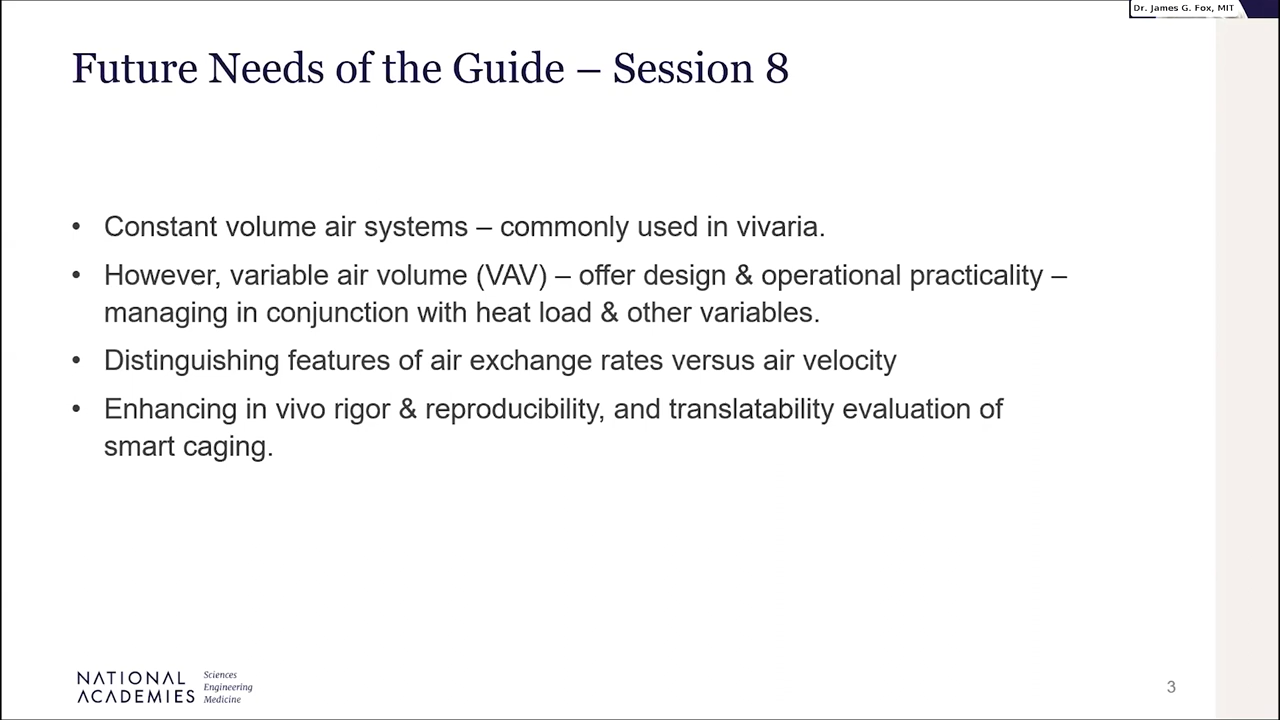 Dr. James G. Fox, MIT
Future Needs of the Guide – Session 8
• Constant volume air systems – commonly used in vivaria.
• However, variable air volume (VAV) – offer design & operational practicality –
managing in conjunction with heat load & other variables.
• Distinguishing features of air exchange rates versus air velocity
• Enhancing in vivo rigor & reproducibility, and translatability evaluation of
smart caging.
NATIONAL
ACADEMIES
Sciences
Engineering
Medicine
3